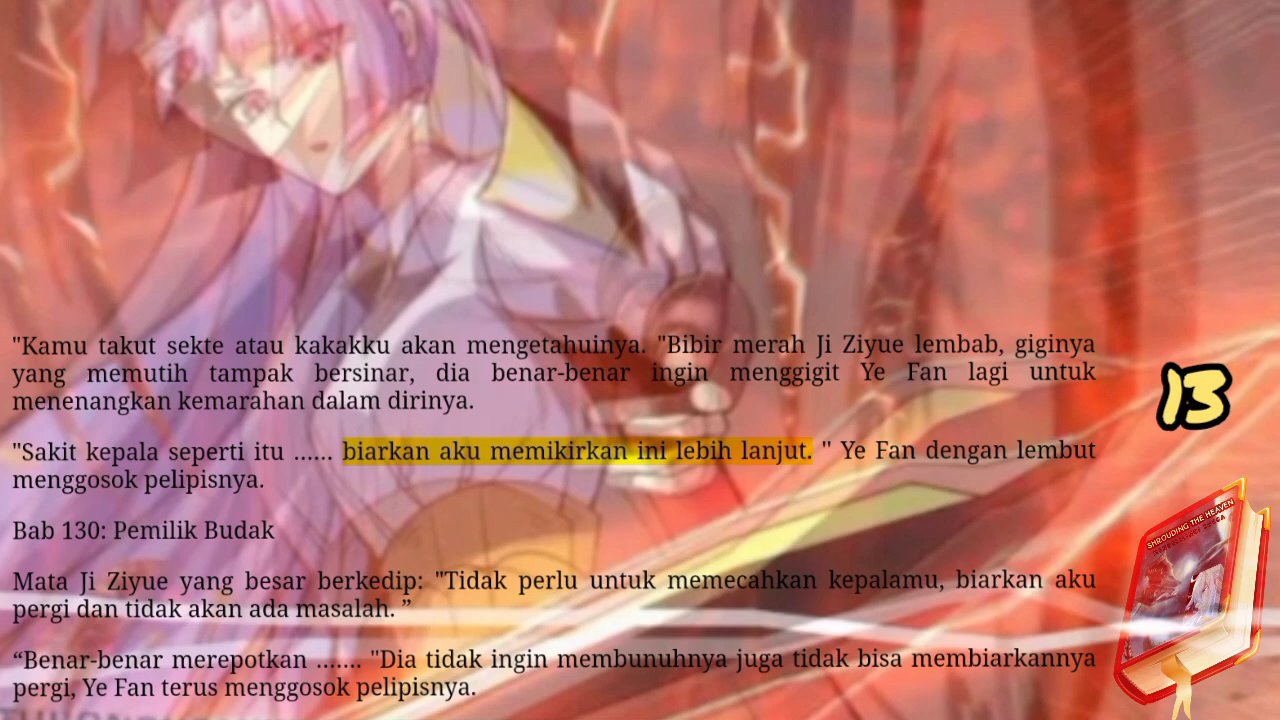 "Kamu takut sekte atau kakakku akan mengetahuinya. "Bibir merah Ji Ziyue lembab, giginya
yang memutih tampak bersinar, dia benar-benar ingin menggigit Ye Fan lagi untuk
menenangkan kemarahan dalam dirinya.
"Sakit kepala seperti itu ...... biarkan aku memikirkan ini lebih lanjut. '' Ye Fan dengan lembut
menggosok pelipisnya.
Bab 130: Pemilik Budak
Mata Ji Ziyue yang besar berkedip: "Tidak perlu untuk memecahkan kepalamu, biarkan aku
pergi dan tidak akan ada masalah. ”
“Benar-benar merepotkan ....... "Dia tidak ingin membunuhnya juga tidak bisa membiarkannya
pergi, Ye Fan terus menggosok pelipisnya.
13
SHROUDING THE HEAVEN